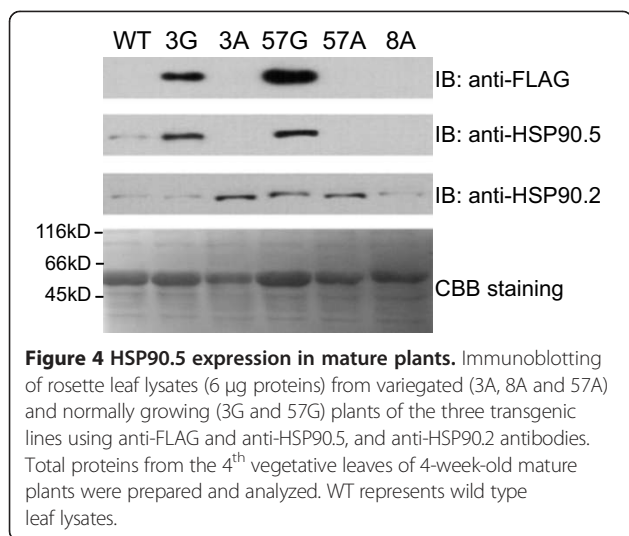 WT 3G 3A 57G 57A 8A
IB: anti-FLAG
IB: anti-HSP90.5
IB: anti-HSP90.2
116kD
66kD
45kD
CBB staining
Figure 4 HSP90.5 expression in mature plants. Immunoblotting
of rosette leaf lysates (6 μg proteins) from variegated (3A, 8A and 57A)
and normally growing (3G and 57G) plants of the three transgenic
lines using anti-FLAG and anti-HSP90.5, and anti-HSP90.2 antibodies.
Total proteins from the 4th vegetative leaves of 4-week-old mature
plants were prepared and analyzed. WT represents wild type
leaf lysates.